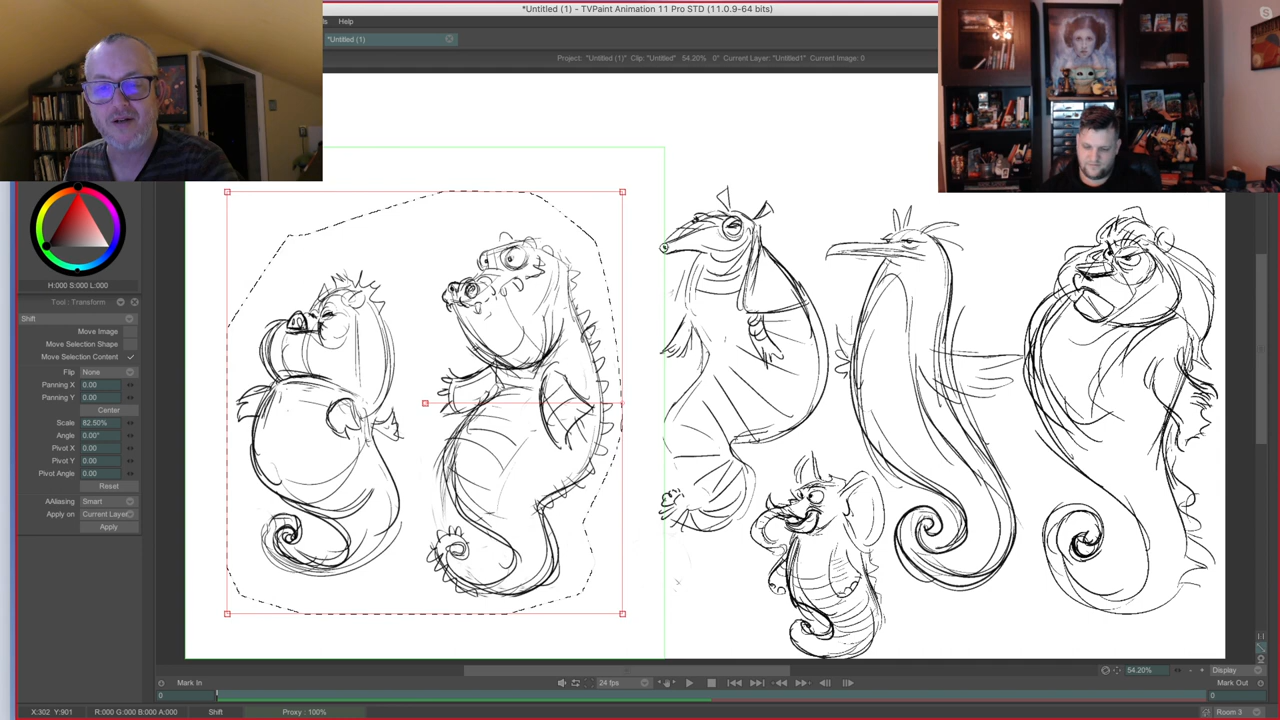 *Untitled (1) - TVPaint Animation 11 Pro STD (11.0.9-64 bits)
Help
*Untitled (1)
Project: "Untitled (1)" Clip: "Untitled" 54.20% 0° Current Layer: "Untitled1" Current Image: 0
H:000 S:000 L:000
Tool : Transform
Shift
Move Image
Move Selection Shape
Move Selection Content
Flip None
Panning X 0.00
Panning Y 0.00
Center
Scale 82.50%
Angle 0.00°
Pivot X 0.00
Pivot Y 0.00
Pivot Angle 0.00
Reset
AAliasing Smart
Apply on Current Layer
Apply
54.20% Display
Mark In 24 fps Mark Out
0 0
X:302 Y:901 R:000 G:000 B:000 A:000 Shift Proxy : 100% Room 3